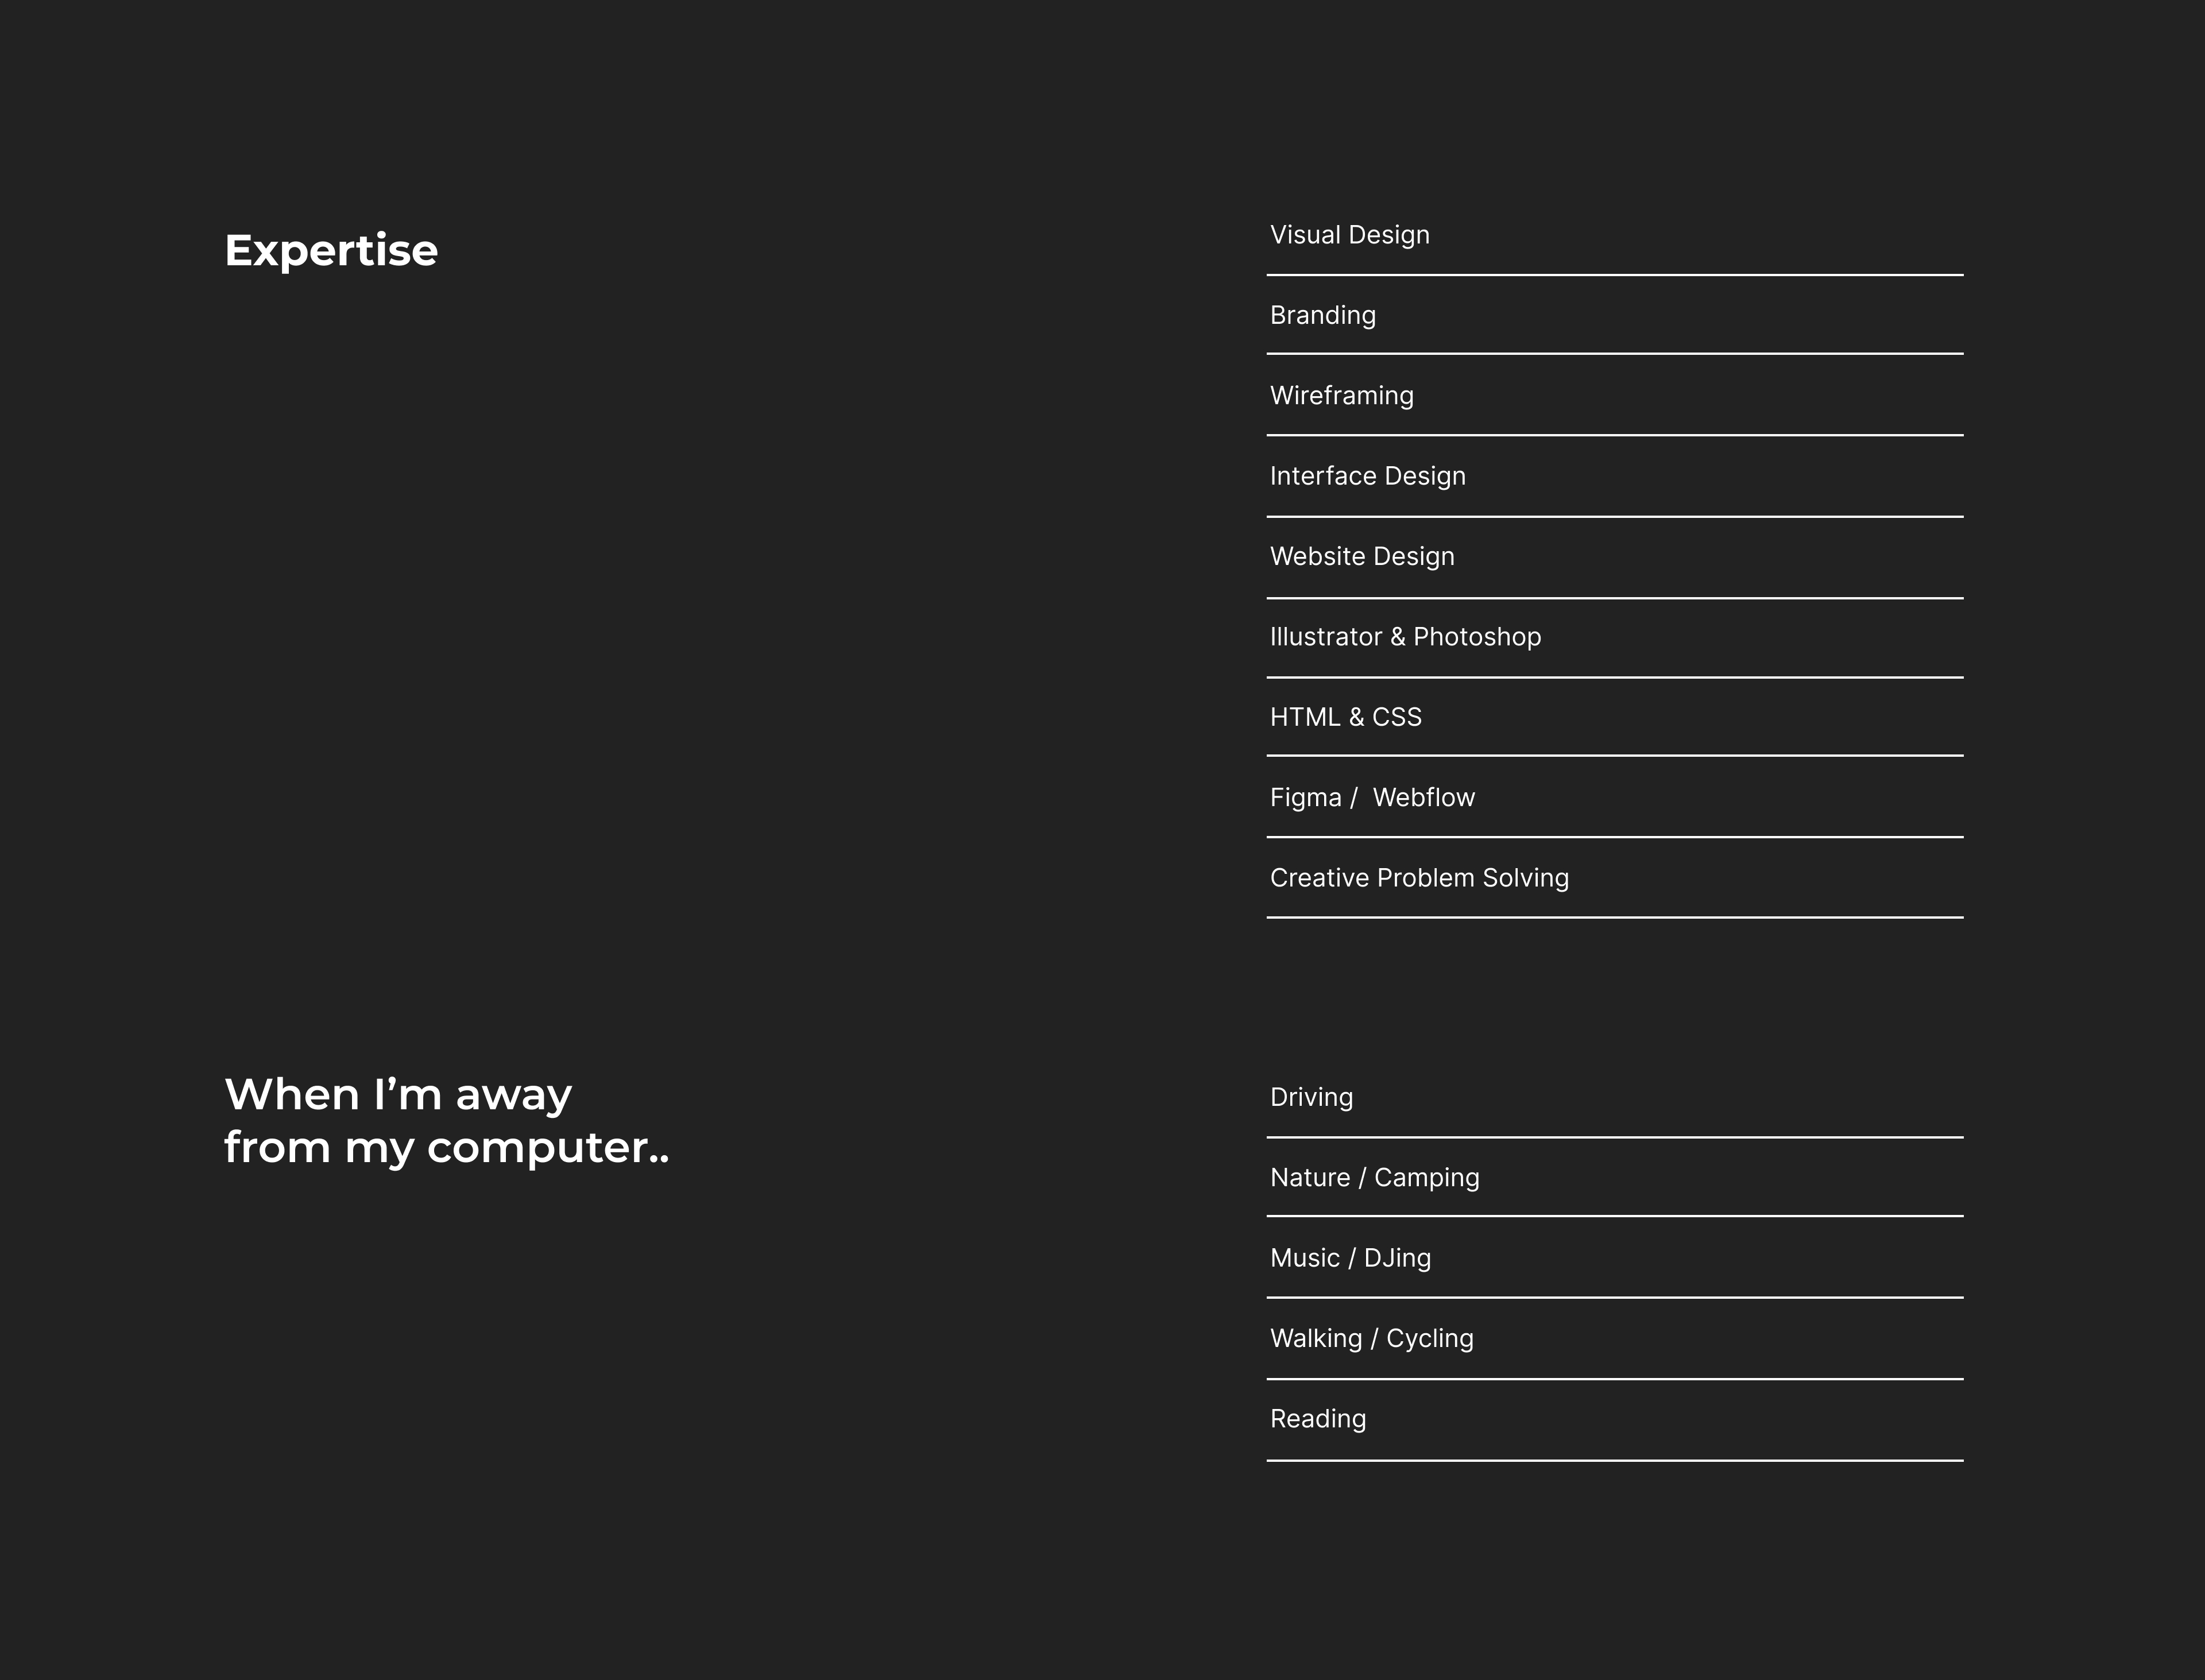 Expertise
Visual Design
Branding
Wireframing
Interface Design
Website Design
Illustrator & Photoshop
HTML & CSS
Figma /  Webflow
Creative Problem Solving
When I’m away
from my computer..
Driving
Nature / Camping
Music / DJing
Walking / Cycling
Reading